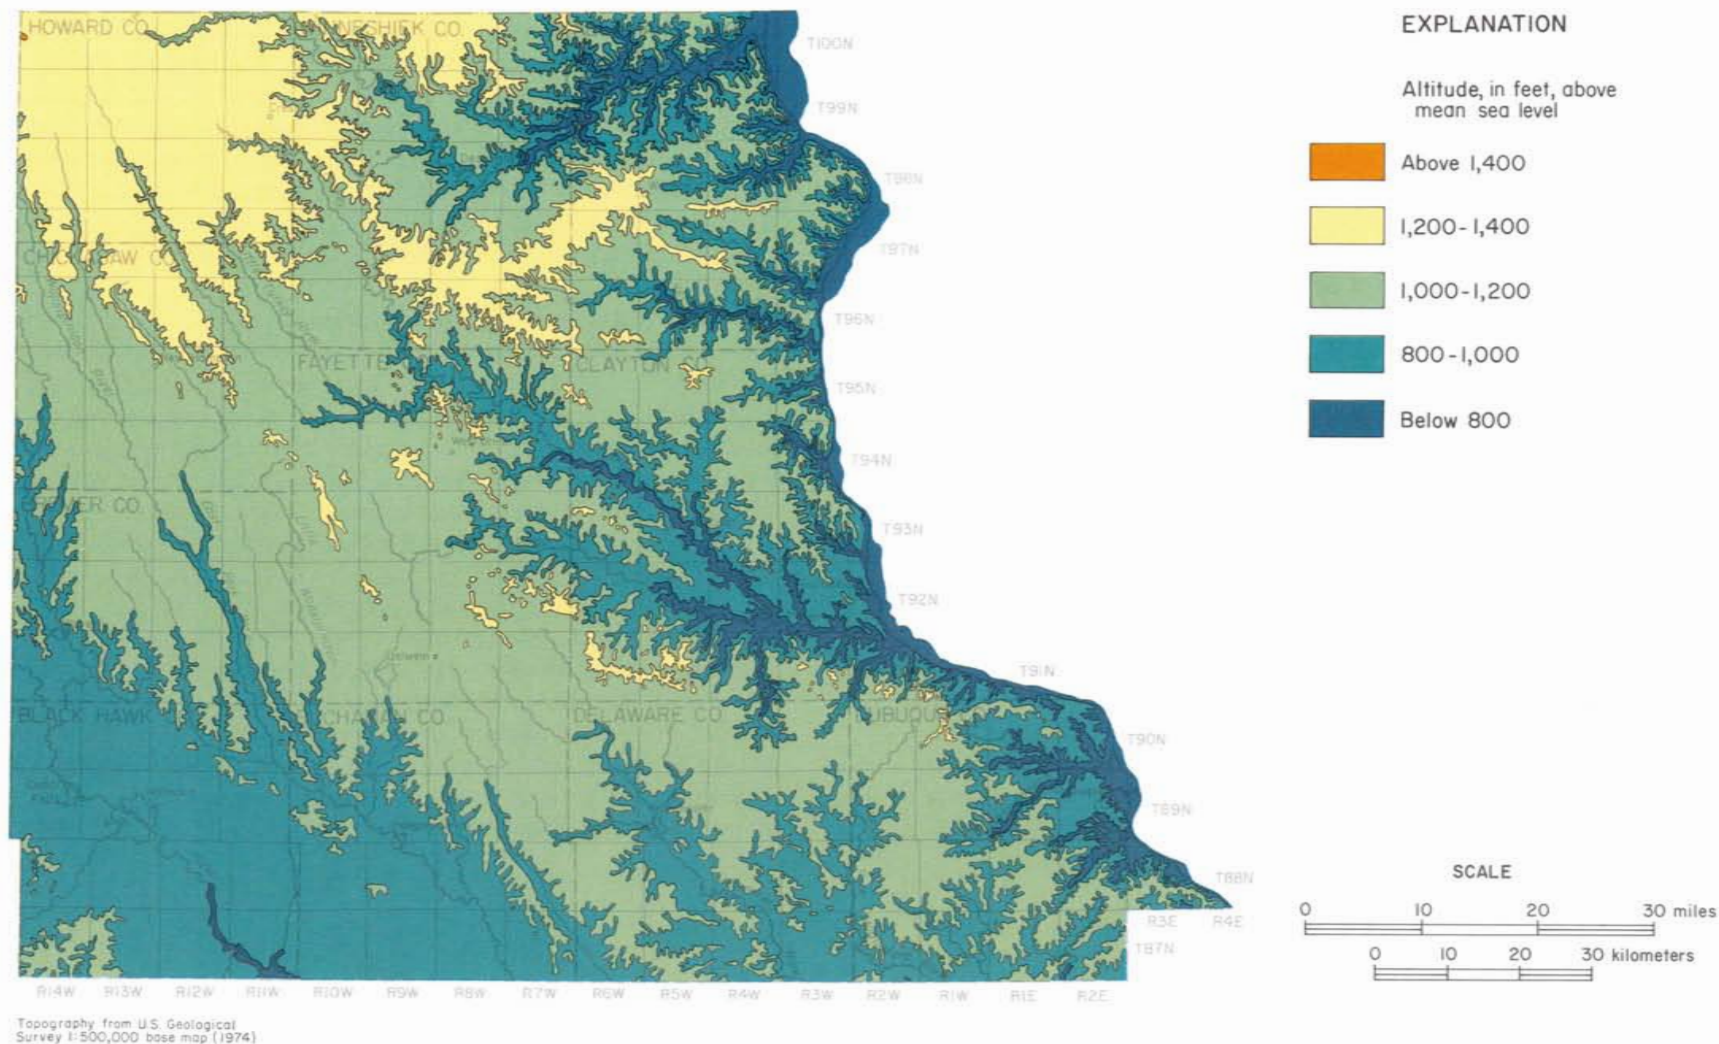 HOWARD CO.
T100N
T99N
T98N
T97N
T96N
FAYETTE
CLAYTON CO.
T95N
T94N
T93N
T92N
T91N
Oelwein
BLACK HAWK
DELAWARE CO
T90N
T89N
T88N
R3E R4E
T87N
R14W R13W R12W R11W R10W R9W R8W R7W R6W R5W R4W R3W R2W R1W R1E R2E
Topography from U.S. Geological
Survey 1:500,000 base map (1974)
EXPLANATION
Altitude, in feet, above
mean sea level
Above 1,400
1,200-1,400
1,000-1,200
800-1,000
Below 800
SCALE
0 10 20 30 miles
0 10 20 30 kilometers